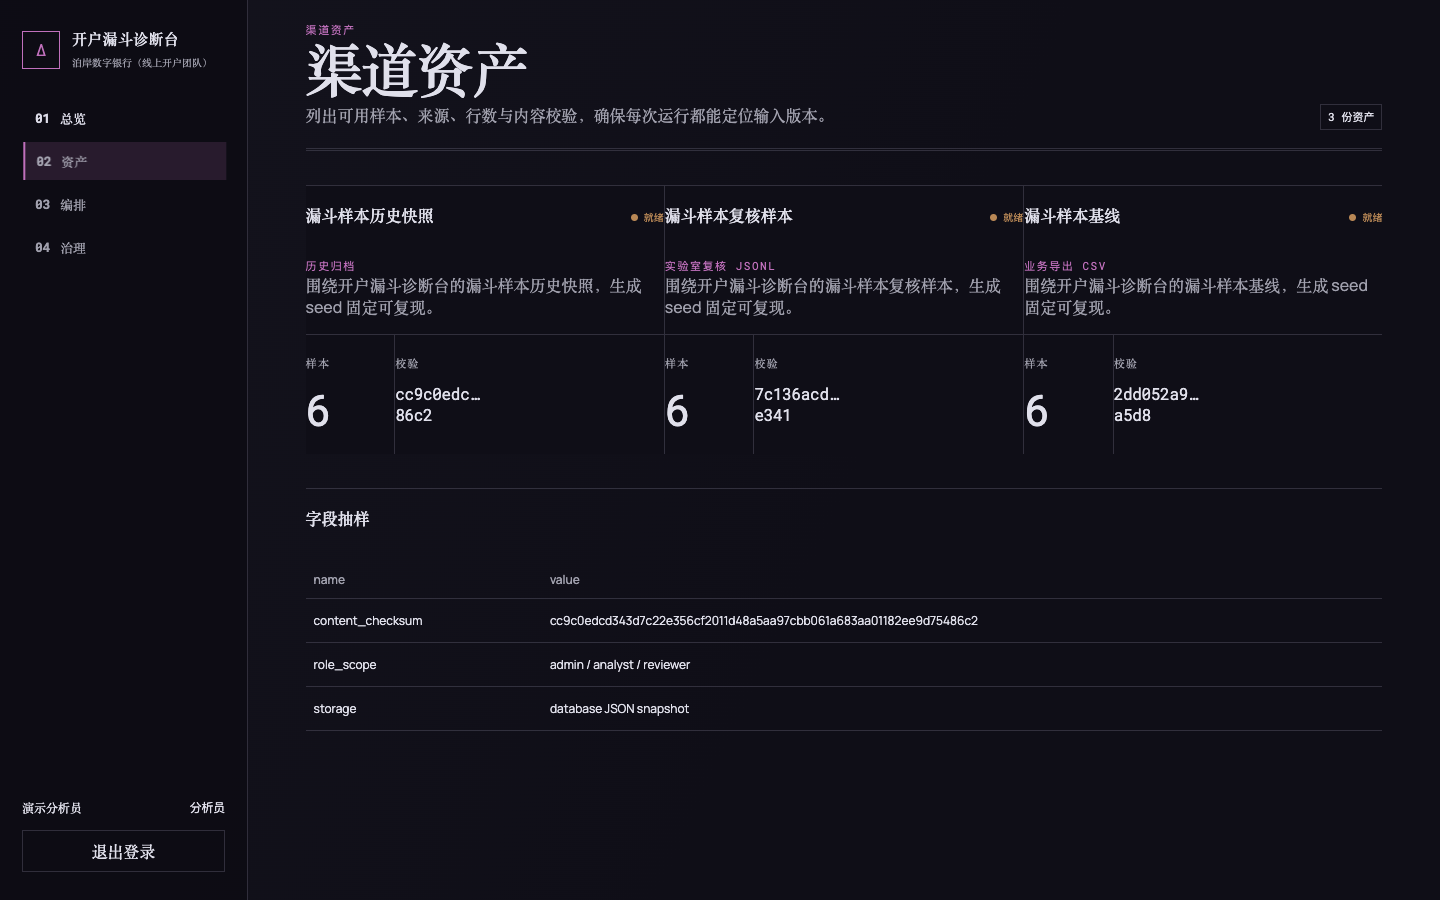 Δ
开户漏斗诊断台
泊岸数字银行（线上开户团队）
01 总览
02 资产
03 编排
04 治理
演示分析员 分析员
退出登录
渠道资产
渠道资产
列出可用样本、来源、行数与内容校验，确保每次运行都能定位输入版本。
3 份资产
漏斗样本历史快照
就绪
历史归档
围绕开户漏斗诊断台的漏斗样本历史快照，生成
seed 固定可复现。
样本
6
校验
cc9c0edc…
86c2
漏斗样本复核样本
就绪
实验室复核 JSONL
围绕开户漏斗诊断台的漏斗样本复核样本，生成
seed 固定可复现。
样本
6
校验
7c136acd…
e341
漏斗样本基线
就绪
业务导出 CSV
围绕开户漏斗诊断台的漏斗样本基线，生成 seed
固定可复现。
样本
6
校验
2dd052a9…
a5d8
字段抽样
name value
content_checksum cc9c0edcd343d7c22e356cf2011d48a5aa97cbb061a683aa01182ee9d75486c2
role_scope admin / analyst / reviewer
storage database JSON snapshot